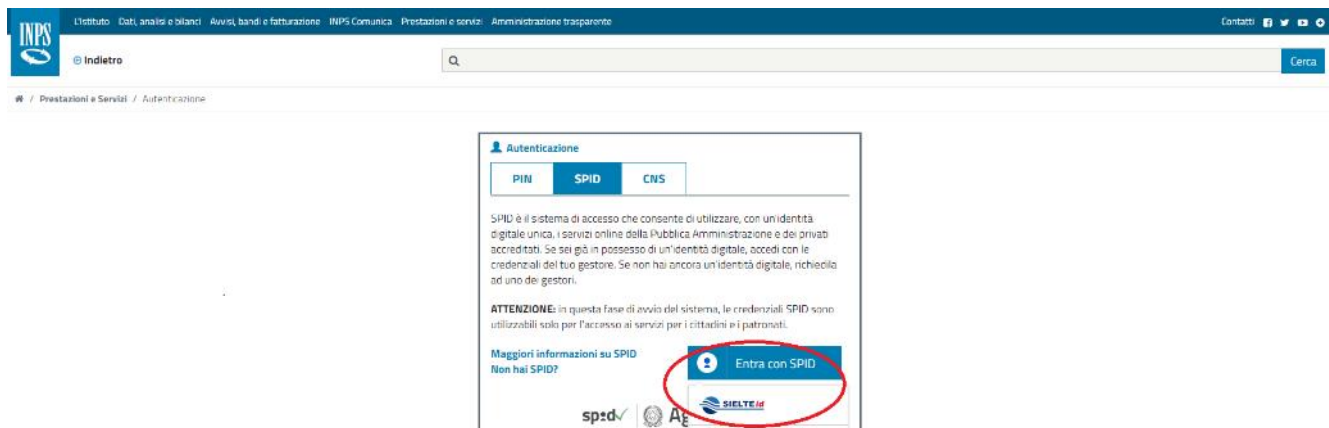 INPS
L'Istituto Dati, analisi e bilanci Avvisi, bandi e fatturazione INPS Comunica Prestazioni e servizi Amministrazione trasparente Contatti
Indietro
Cerca
/ Prestazioni e Servizi / Autenticazione
Autenticazione
PIN SPID CNS
SPID è il sistema di accesso che consente di utilizzare, con un'identità
digitale unica, i servizi online della Pubblica Amministrazione e dei privati
accreditati. Se sei già in possesso di un'identità digitale, accedi con le
credenziali del tuo gestore. Se non hai ancora un'identità digitale, richiedila
ad uno dei gestori.
ATTENZIONE: in questa fase di avvio del sistema, le credenziali SPID sono
utilizzabili solo per l'accesso ai servizi per i cittadini e i patronati.
Maggiori informazioni su SPID
Non hai SPID?
Entra con SPID
SIELTE id
spid Ag